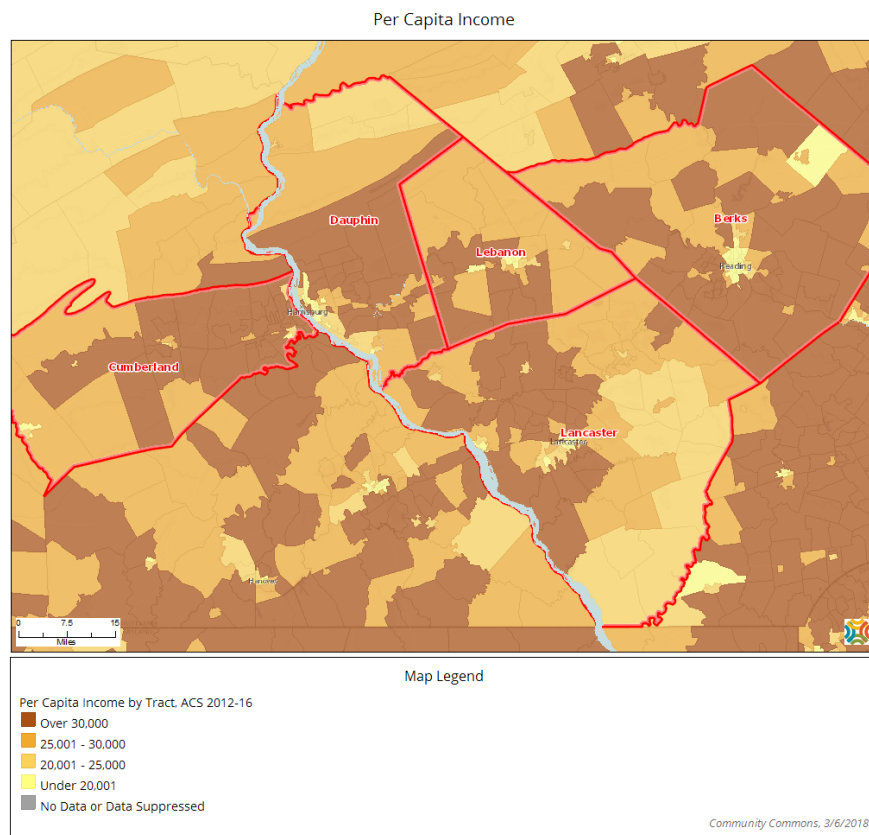 Per Capita Income
Dauphin
Berks
Lebanon
Reading
Harrisburg
Cumberland
Lancaster
Lancaster
Hanover
0 7.5 15
Miles
Map Legend
Per Capita Income by Tract, ACS 2012-16
Over 30,000
25,001 - 30,000
20,001 - 25,000
Under 20,001
No Data or Data Suppressed
Community Commons, 3/6/2018